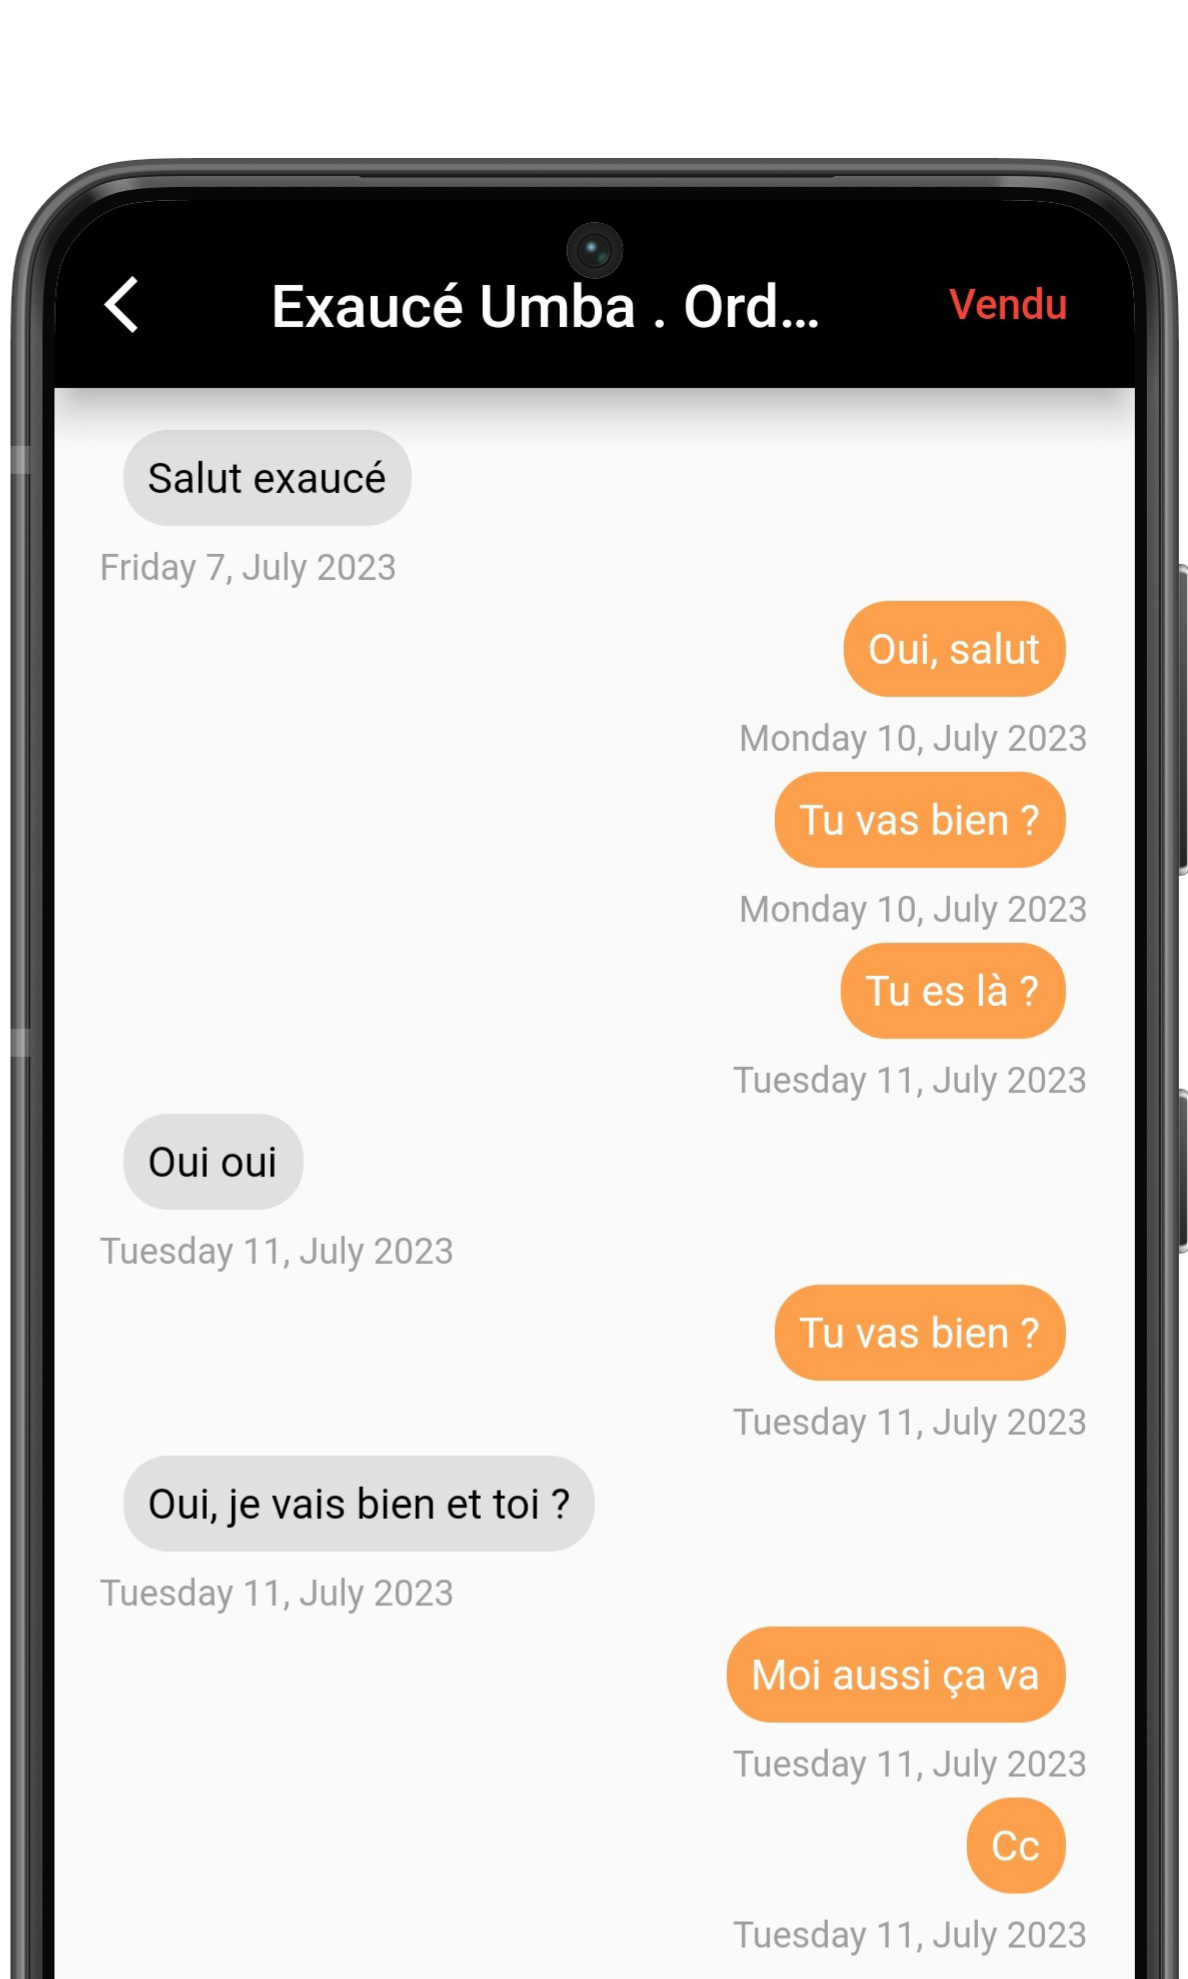 Exaucé Umba . Ord...
Vendu
Salut exaucé
Friday 7, July 2023
Oui, salut
Monday 10, July 2023
Tu vas bien ?
Monday 10, July 2023
Tu es là ?
Tuesday 11, July 2023
Oui oui
Tuesday 11, July 2023
Tu vas bien ?
Tuesday 11, July 2023
Oui, je vais bien et toi ?
Tuesday 11, July 2023
Moi aussi ça va
Tuesday 11, July 2023
Cc
Tuesday 11, July 2023